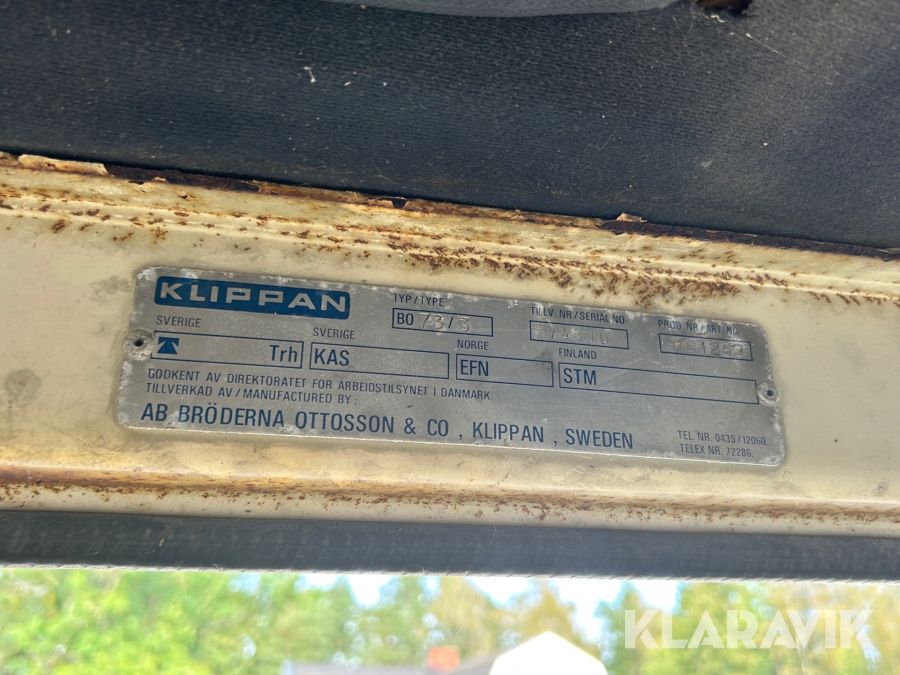 KLIPPAN
TYP/TYPE
BO 73/3
TILLV. NR/SERIAL NO
PROD. NR/ART. NO
SVERIGE
Trh
SVERIGE
KAS
NORGE
EFN
FINLAND
STM
GODKENT AV DIREKTORATET FÖR ARBEIDSTILSYNET I DANMARK.
TILLVERKAD AV/MANUFACTURED BY:
AB BRÖDERNA OTTOSSON & CO, KLIPPAN, SWEDEN
TEL. NR. 0435/12060.
TELEX NR. 72286.
KLARAVIK